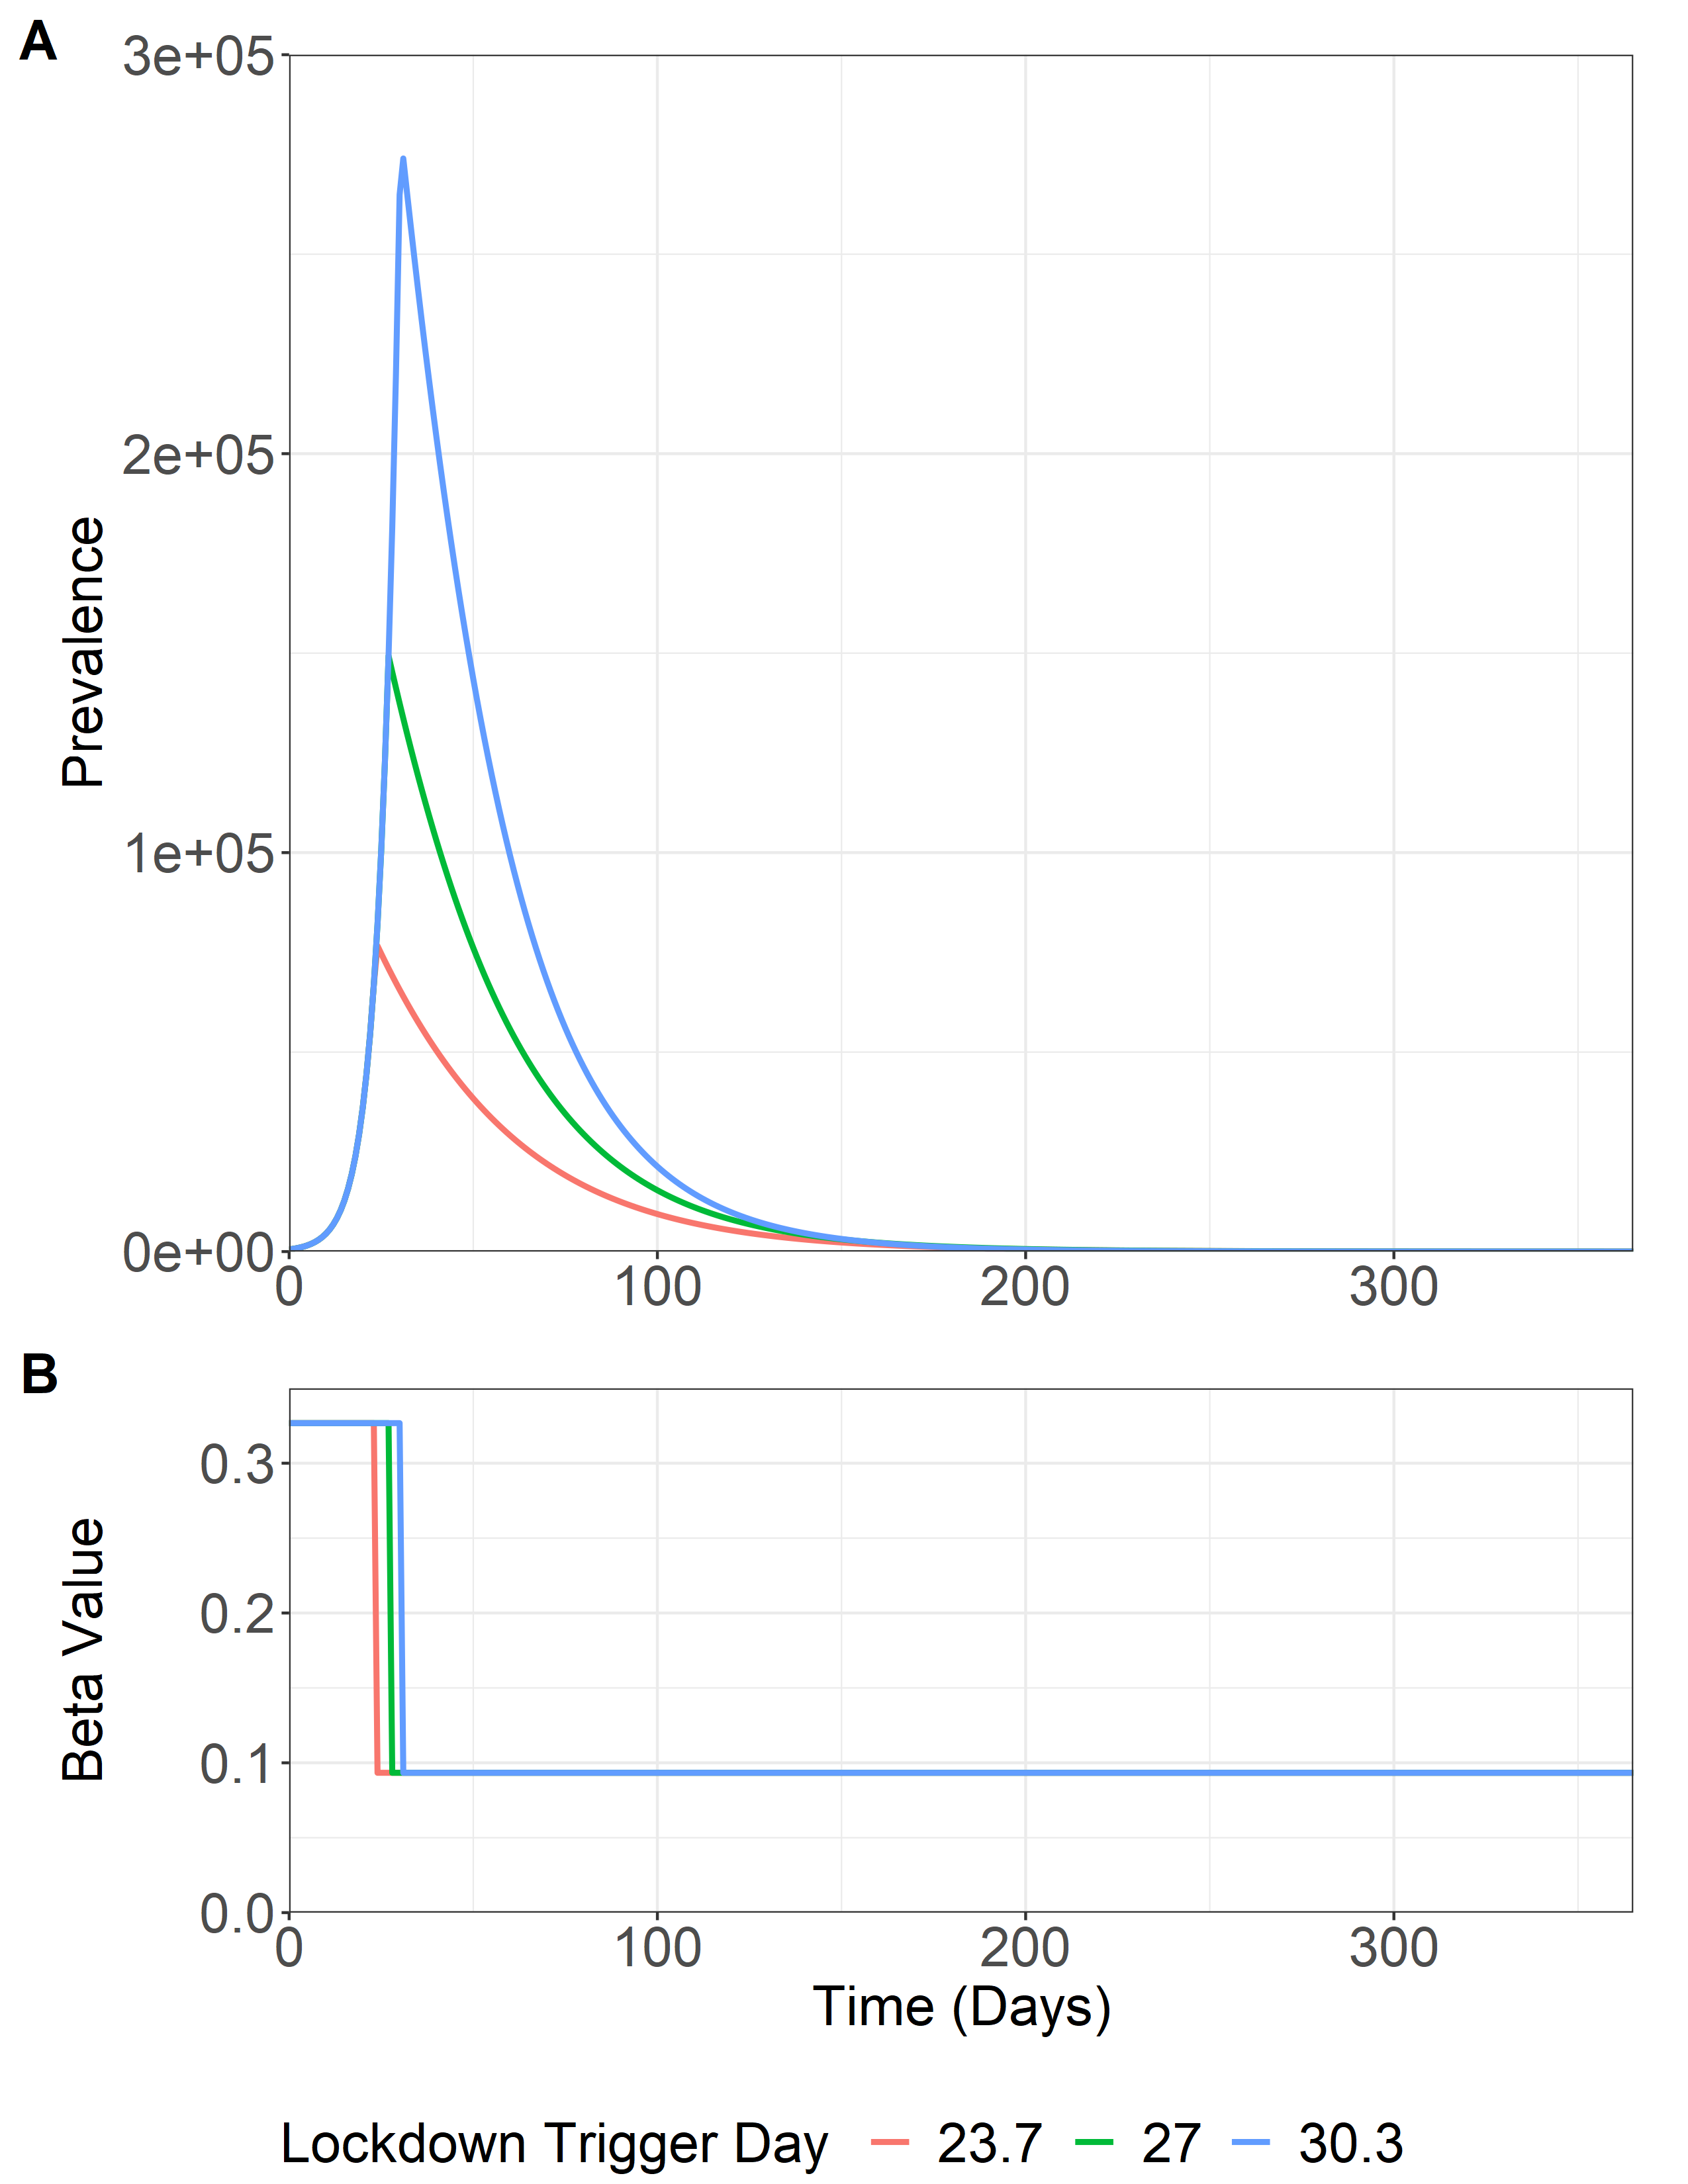 A
3e+05
2e+05
1e+05
0e+00
Prevalence
0 100 200 300
B
0.3
0.2
0.1
0.0
Beta Value
0 100 200 300
Time (Days)
Lockdown Trigger Day 23.7 27 30.3